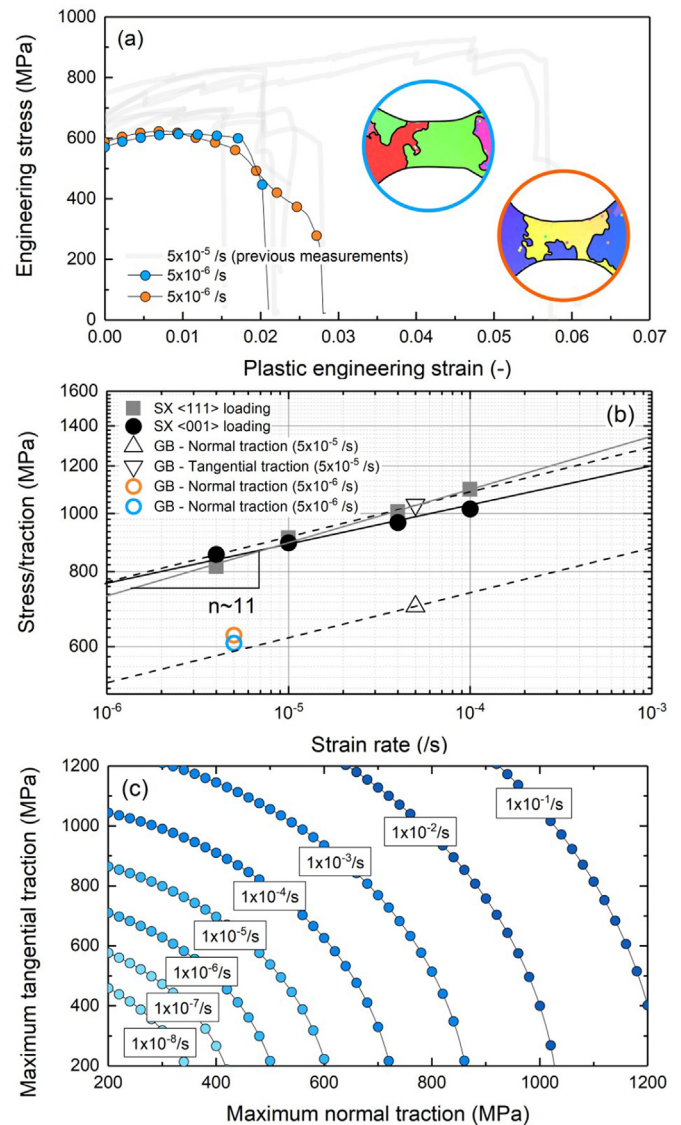 (a)
1000
800
600
400
200
0
Engineering stress (MPa)
5x10⁻⁵ /s (previous measurements)
5x10⁻⁶ /s
5x10⁻⁶ /s
0.00 0.01 0.02 0.03 0.04 0.05 0.06 0.07
Plastic engineering strain (-)
(b)
1600
1400
1200
1000
800
600
Stress/traction (MPa)
SX <111> loading
SX <001> loading
GB - Normal traction (5x10⁻⁵ /s)
GB - Tangential traction (5x10⁻⁵ /s)
GB - Normal traction (5x10⁻⁶ /s)
GB - Normal traction (5x10⁻⁶ /s)
n~11
10⁻⁶ 10⁻⁵ 10⁻⁴ 10⁻³
Strain rate (/s)
(c)
1200
1000
800
600
400
200
Maximum tangential traction (MPa)
1x10⁻¹/s
1x10⁻²/s
1x10⁻³/s
1x10⁻⁴/s
1x10⁻⁵/s
1x10⁻⁶/s
1x10⁻⁷/s
1x10⁻⁸/s
200 400 600 800 1000 1200
Maximum normal traction (MPa)